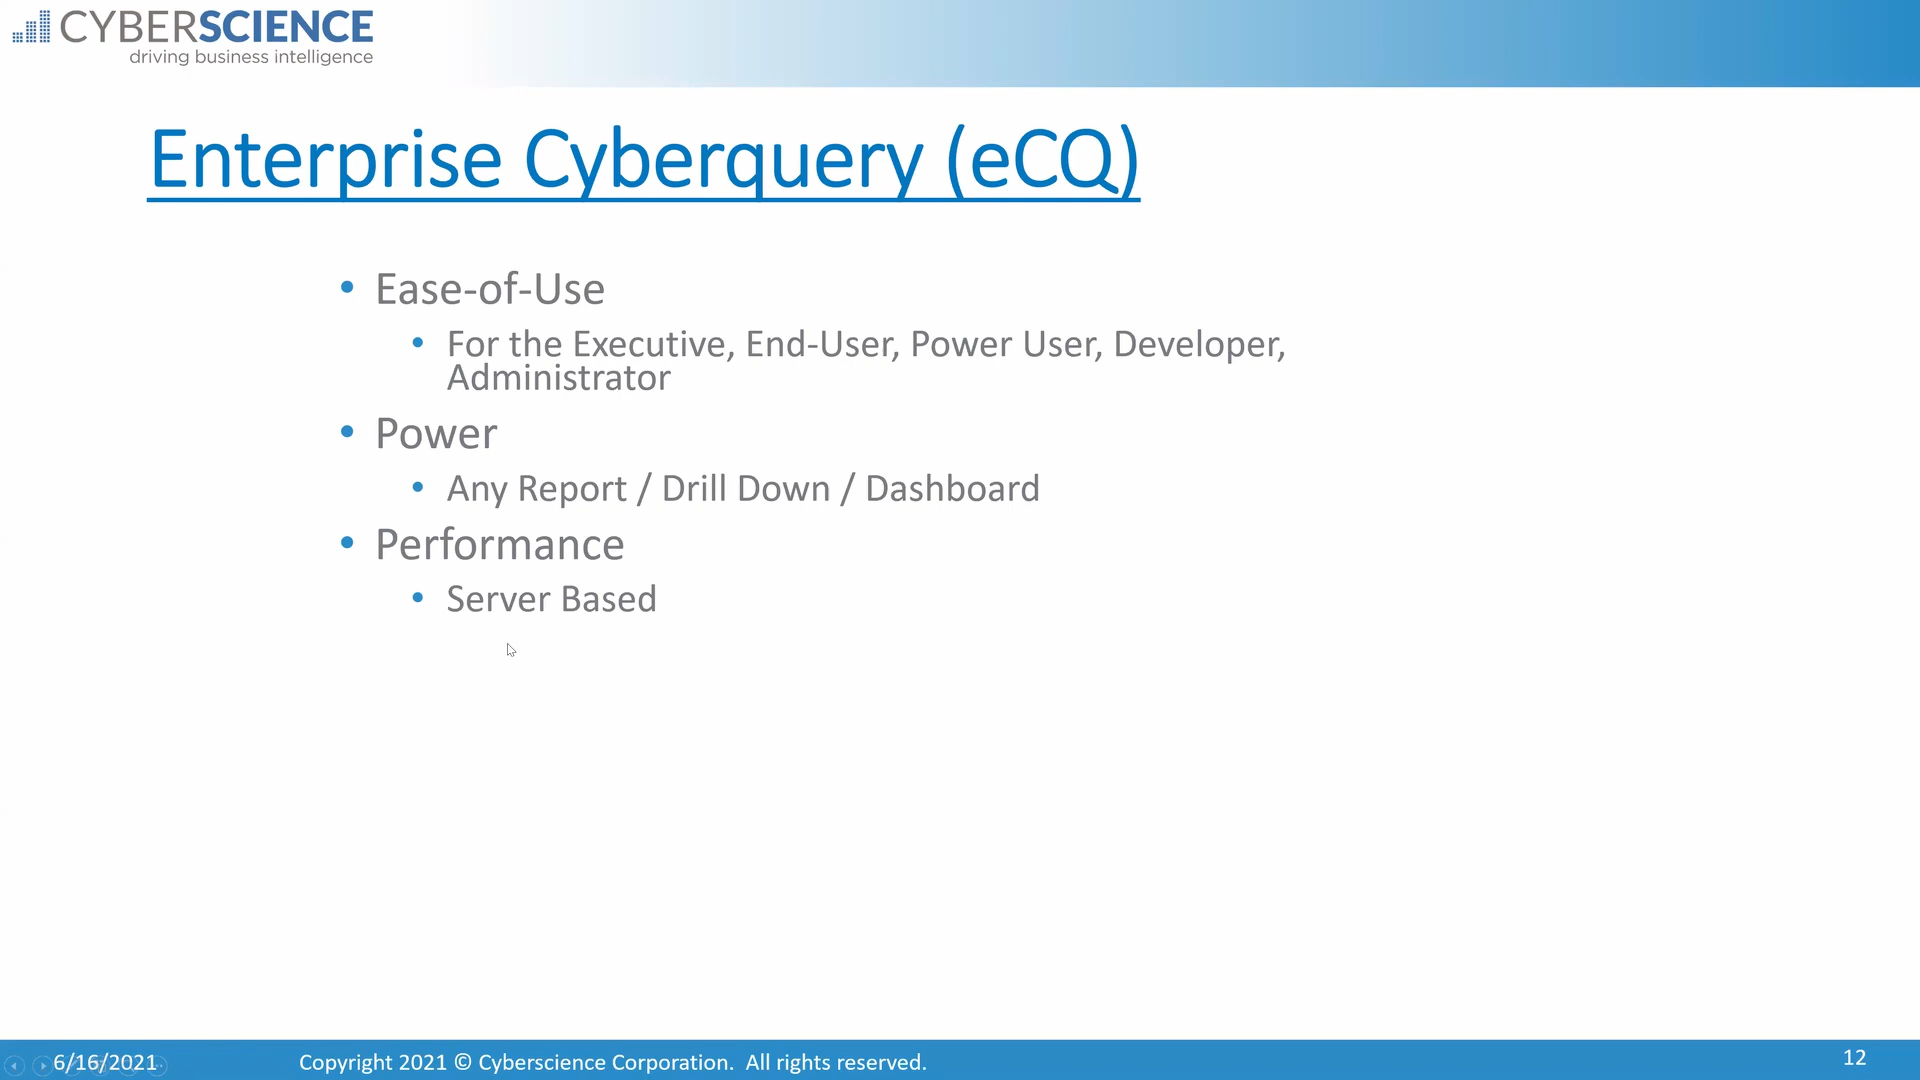 CYBERSCIENCE
driving business intelligence
Enterprise Cyberquery (eCQ)
• Ease-of-Use
• For the Executive, End-User, Power User, Developer,
Administrator
• Power
• Any Report / Drill Down / Dashboard
• Performance
• Server Based
6/16/2021
Copyright 2021 © Cyberscience Corporation. All rights reserved.
12